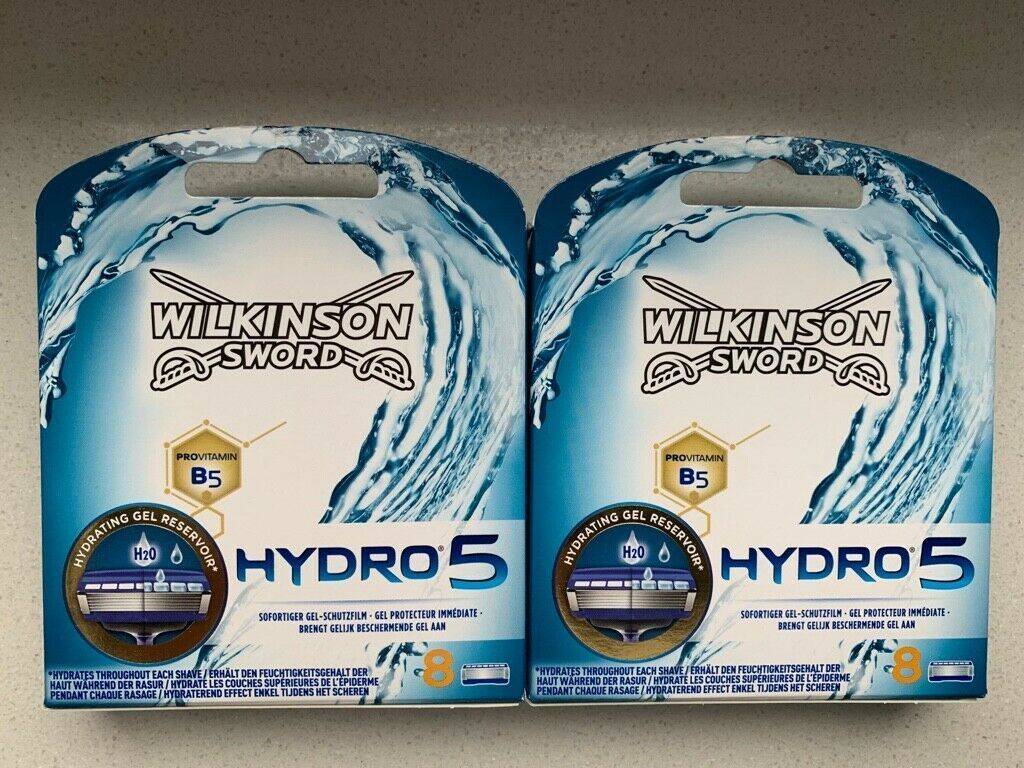 WILKINSON
SWORD
PROVITAMIN
B5
HYDRATING GEL RESERVOIR*
H2O
HYDRO® 5
SOFORTIGER GEL-SCHUTZFILM · GEL PROTECTEUR IMMÉDIATE ·
BRENGT GELIJK BESCHERMENDE GEL AAN
8
*HYDRATES THROUGHOUT EACH SHAVE / ERHÄLT DEN FEUCHTIGKEITSGEHALT DER
HAUT WÄHREND DER RASUR / HYDRATE LES COUCHES SUPÉRIEURES DE L'ÉPIDERME
PENDANT CHAQUE RASAGE / HYDRATEREND EFFECT ENKEL TIJDENS HET SCHEREN
WILKINSON
SWORD
PROVITAMIN
B5
HYDRATING GEL RESERVOIR*
H2O
HYDRO® 5
SOFORTIGER GEL-SCHUTZFILM · GEL PROTECTEUR IMMÉDIATE ·
BRENGT GELIJK BESCHERMENDE GEL AAN
8
*HYDRATES THROUGHOUT EACH SHAVE / ERHÄLT DEN FEUCHTIGKEITSGEHALT DER
HAUT WÄHREND DER RASUR / HYDRATE LES COUCHES SUPÉRIEURES DE L'ÉPIDERME
PENDANT CHAQUE RASAGE / HYDRATEREND EFFECT ENKEL TIJDENS HET SCHEREN